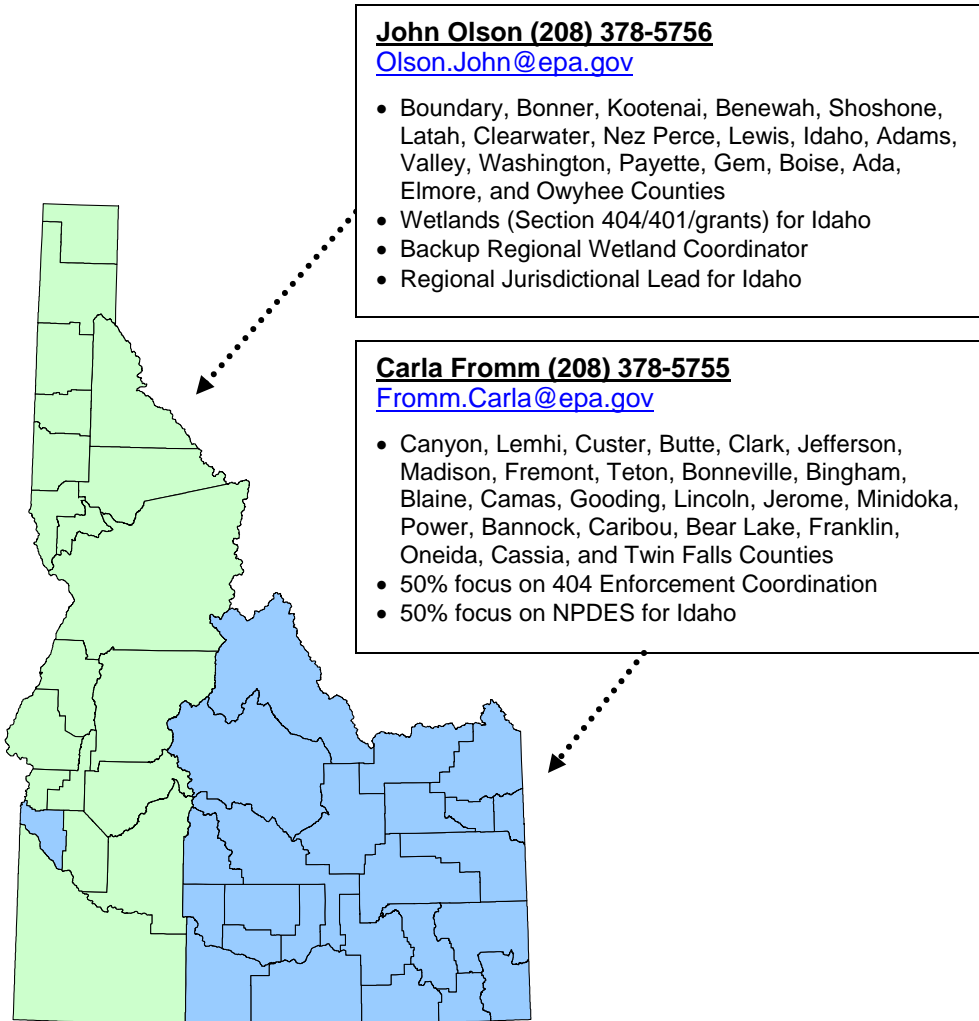 John Olson (208) 378-5756
Olson.John@epa.gov
• Boundary, Bonner, Kootenai, Benewah, Shoshone,
Latah, Clearwater, Nez Perce, Lewis, Idaho, Adams,
Valley, Washington, Payette, Gem, Boise, Ada,
Elmore, and Owyhee Counties
• Wetlands (Section 404/401/grants) for Idaho
• Backup Regional Wetland Coordinator
• Regional Jurisdictional Lead for Idaho
Carla Fromm (208) 378-5755
Fromm.Carla@epa.gov
• Canyon, Lemhi, Custer, Butte, Clark, Jefferson,
Madison, Fremont, Teton, Bonneville, Bingham,
Blaine, Camas, Gooding, Lincoln, Jerome, Minidoka,
Power, Bannock, Caribou, Bear Lake, Franklin,
Oneida, Cassia, and Twin Falls Counties
• 50% focus on 404 Enforcement Coordination
• 50% focus on NPDES for Idaho